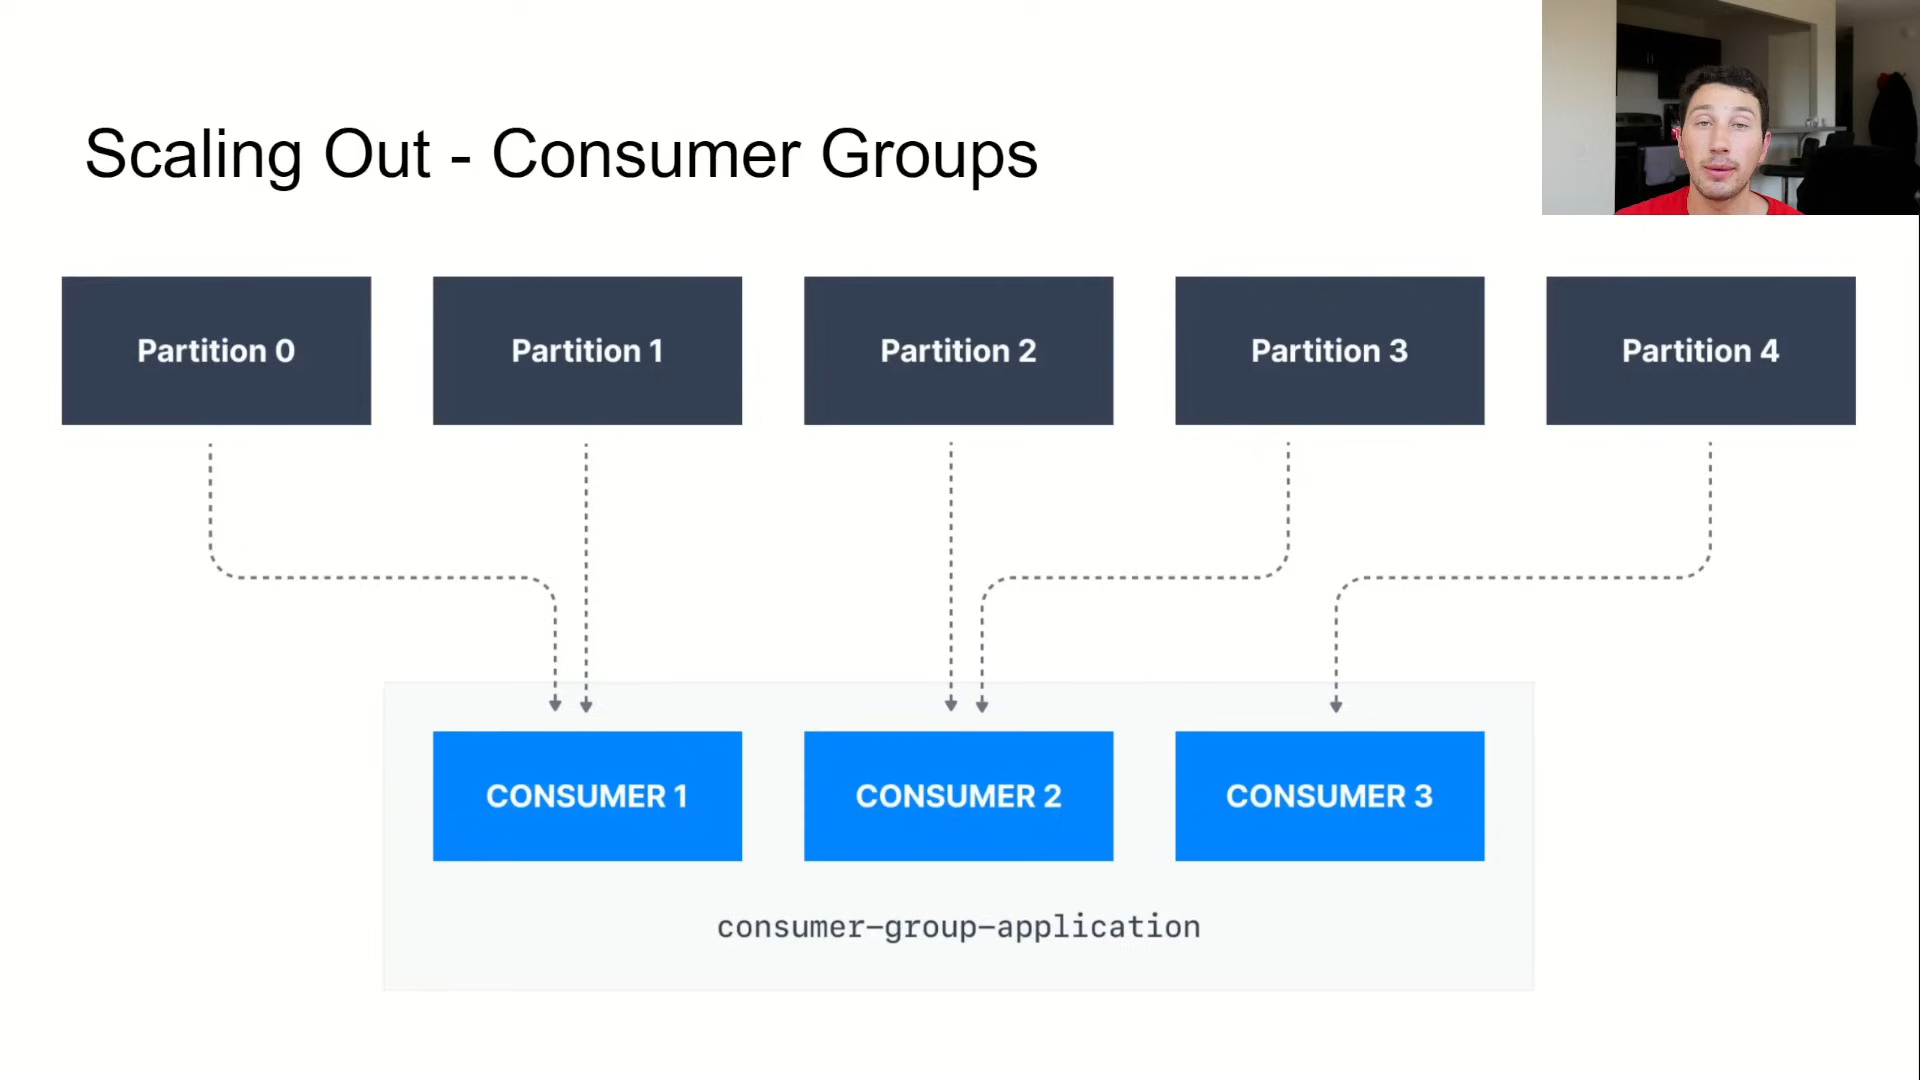 Scaling Out - Consumer Groups
Partition 0
Partition 1
Partition 2
Partition 3
Partition 4
CONSUMER 1
CONSUMER 2
CONSUMER 3
consumer-group-application